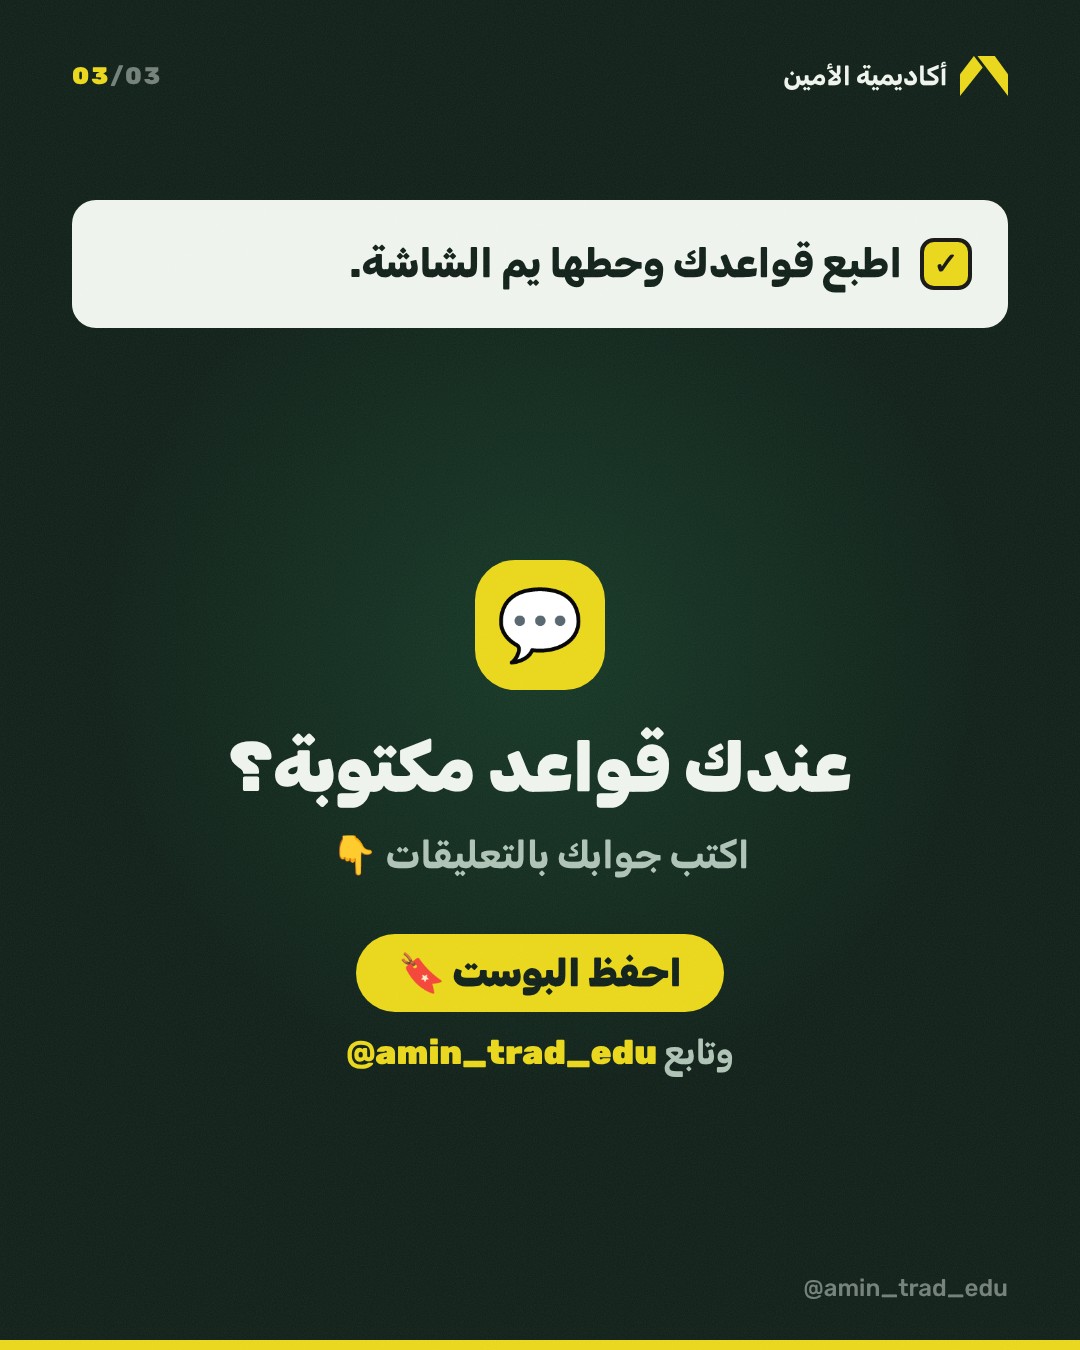 أكاديمية الأمين
03/03
✓ اطبع قواعدك وحطها يم الشاشة.
عندك قواعد مكتوبة؟
اكتب جوابك بالتعليقات 👇
احفظ البوست 🔖
وتابع @amin_trad_edu
@amin_trad_edu